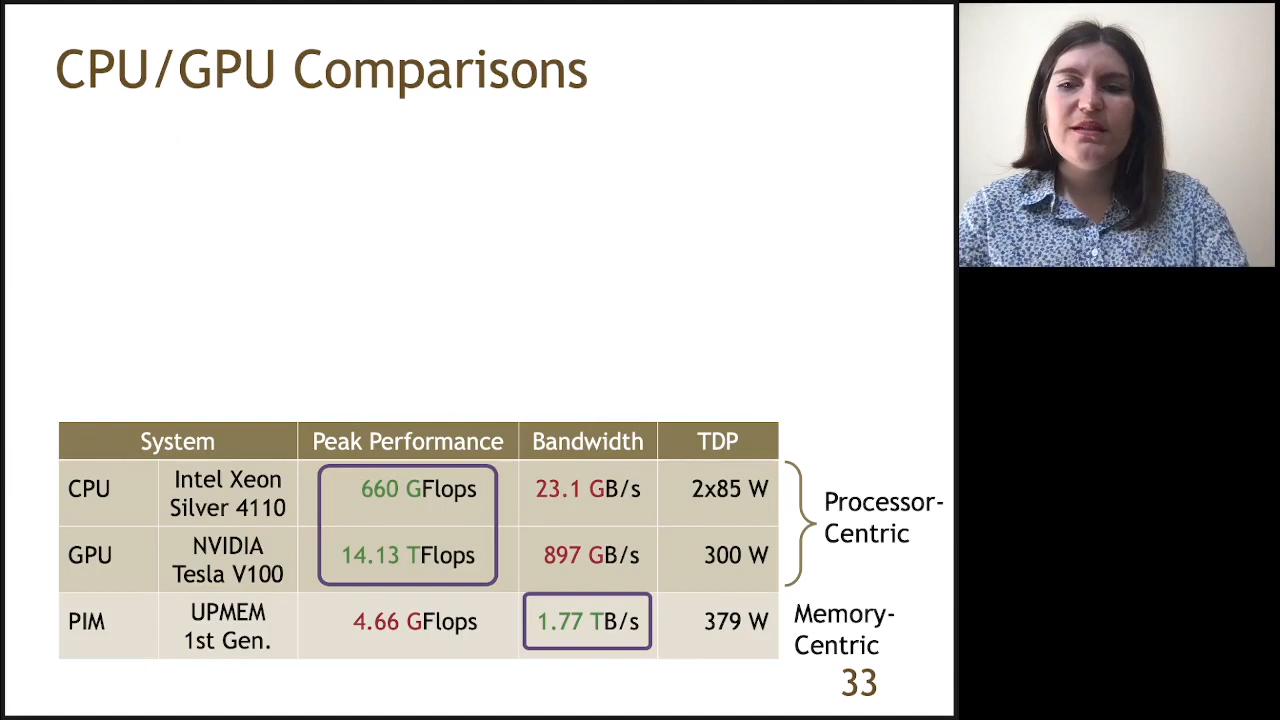 CPU/GPU Comparisons
System Peak Performance Bandwidth TDP
CPU Intel Xeon Silver 4110 660 GFlops 23.1 GB/s 2x85 W
GPU NVIDIA Tesla V100 14.13 TFlops 897 GB/s 300 W
Processor-
Centric
PIM UPMEM 1st Gen. 4.66 GFlops 1.77 TB/s 379 W
Memory-
Centric
33